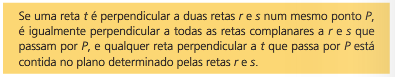 Se uma reta t é perpendicular a duas retas r e s num mesmo ponto P,
é igualmente perpendicular a todas as retas complanares a r e s que
passam por P, e qualquer reta perpendicular a t que passa por P está
contida no plano determinado pelas retas r e s.